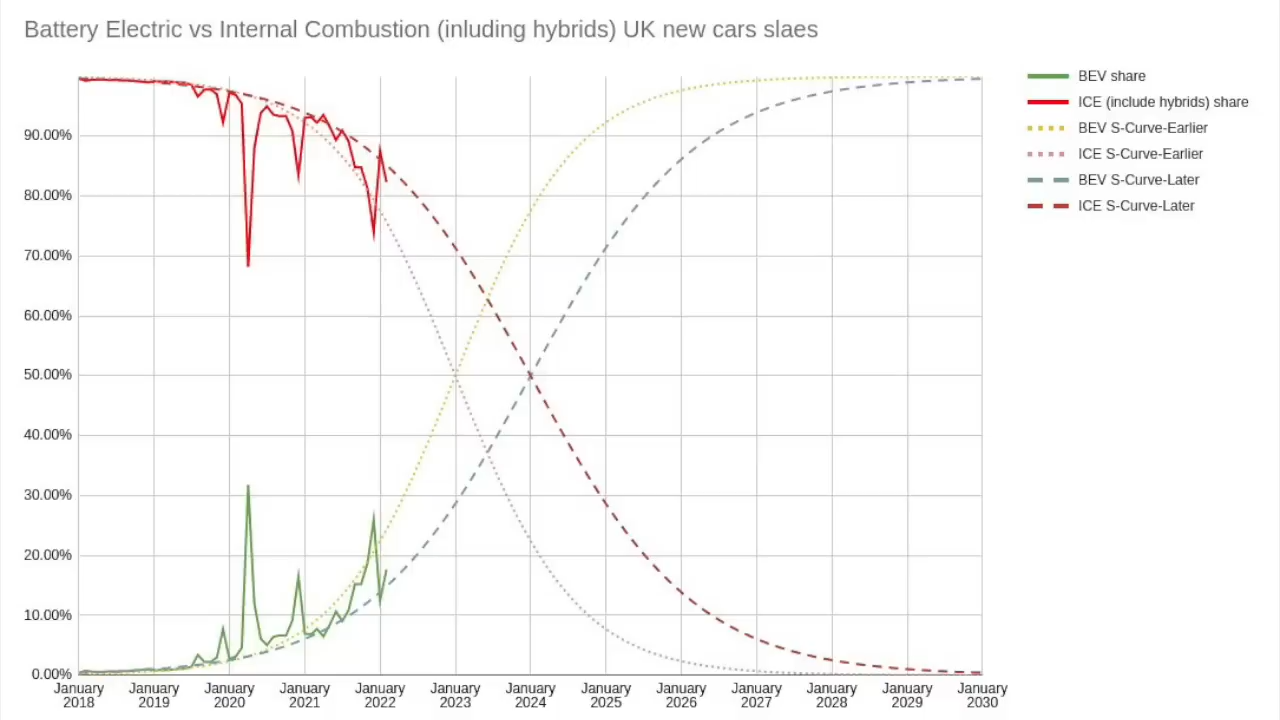 Battery Electric vs Internal Combustion (inluding hybrids) UK new cars slaes
BEV share
ICE (include hybrids) share
BEV S-Curve-Earlier
ICE S-Curve-Earlier
BEV S-Curve-Later
ICE S-Curve-Later
90.00%
80.00%
70.00%
60.00%
50.00%
40.00%
30.00%
20.00%
10.00%
0.00%
January 2018
January 2019
January 2020
January 2021
January 2022
January 2023
January 2024
January 2025
January 2026
January 2027
January 2028
January 2029
January 2030